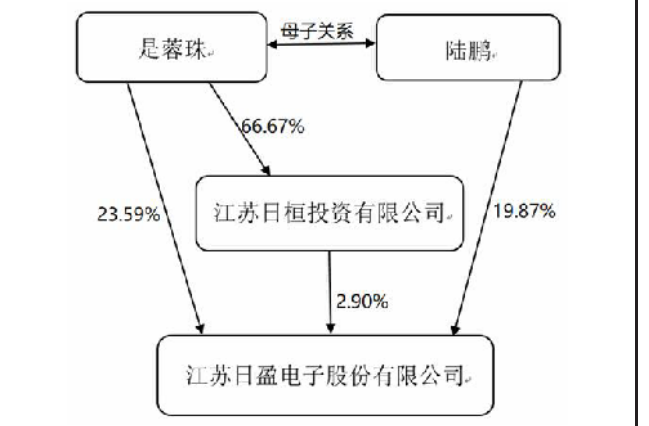 是蓉珠
母子关系
陆鹏
66.67%
23.59%
江苏日桓投资有限公司
19.87%
2.90%
江苏日盈电子股份有限公司